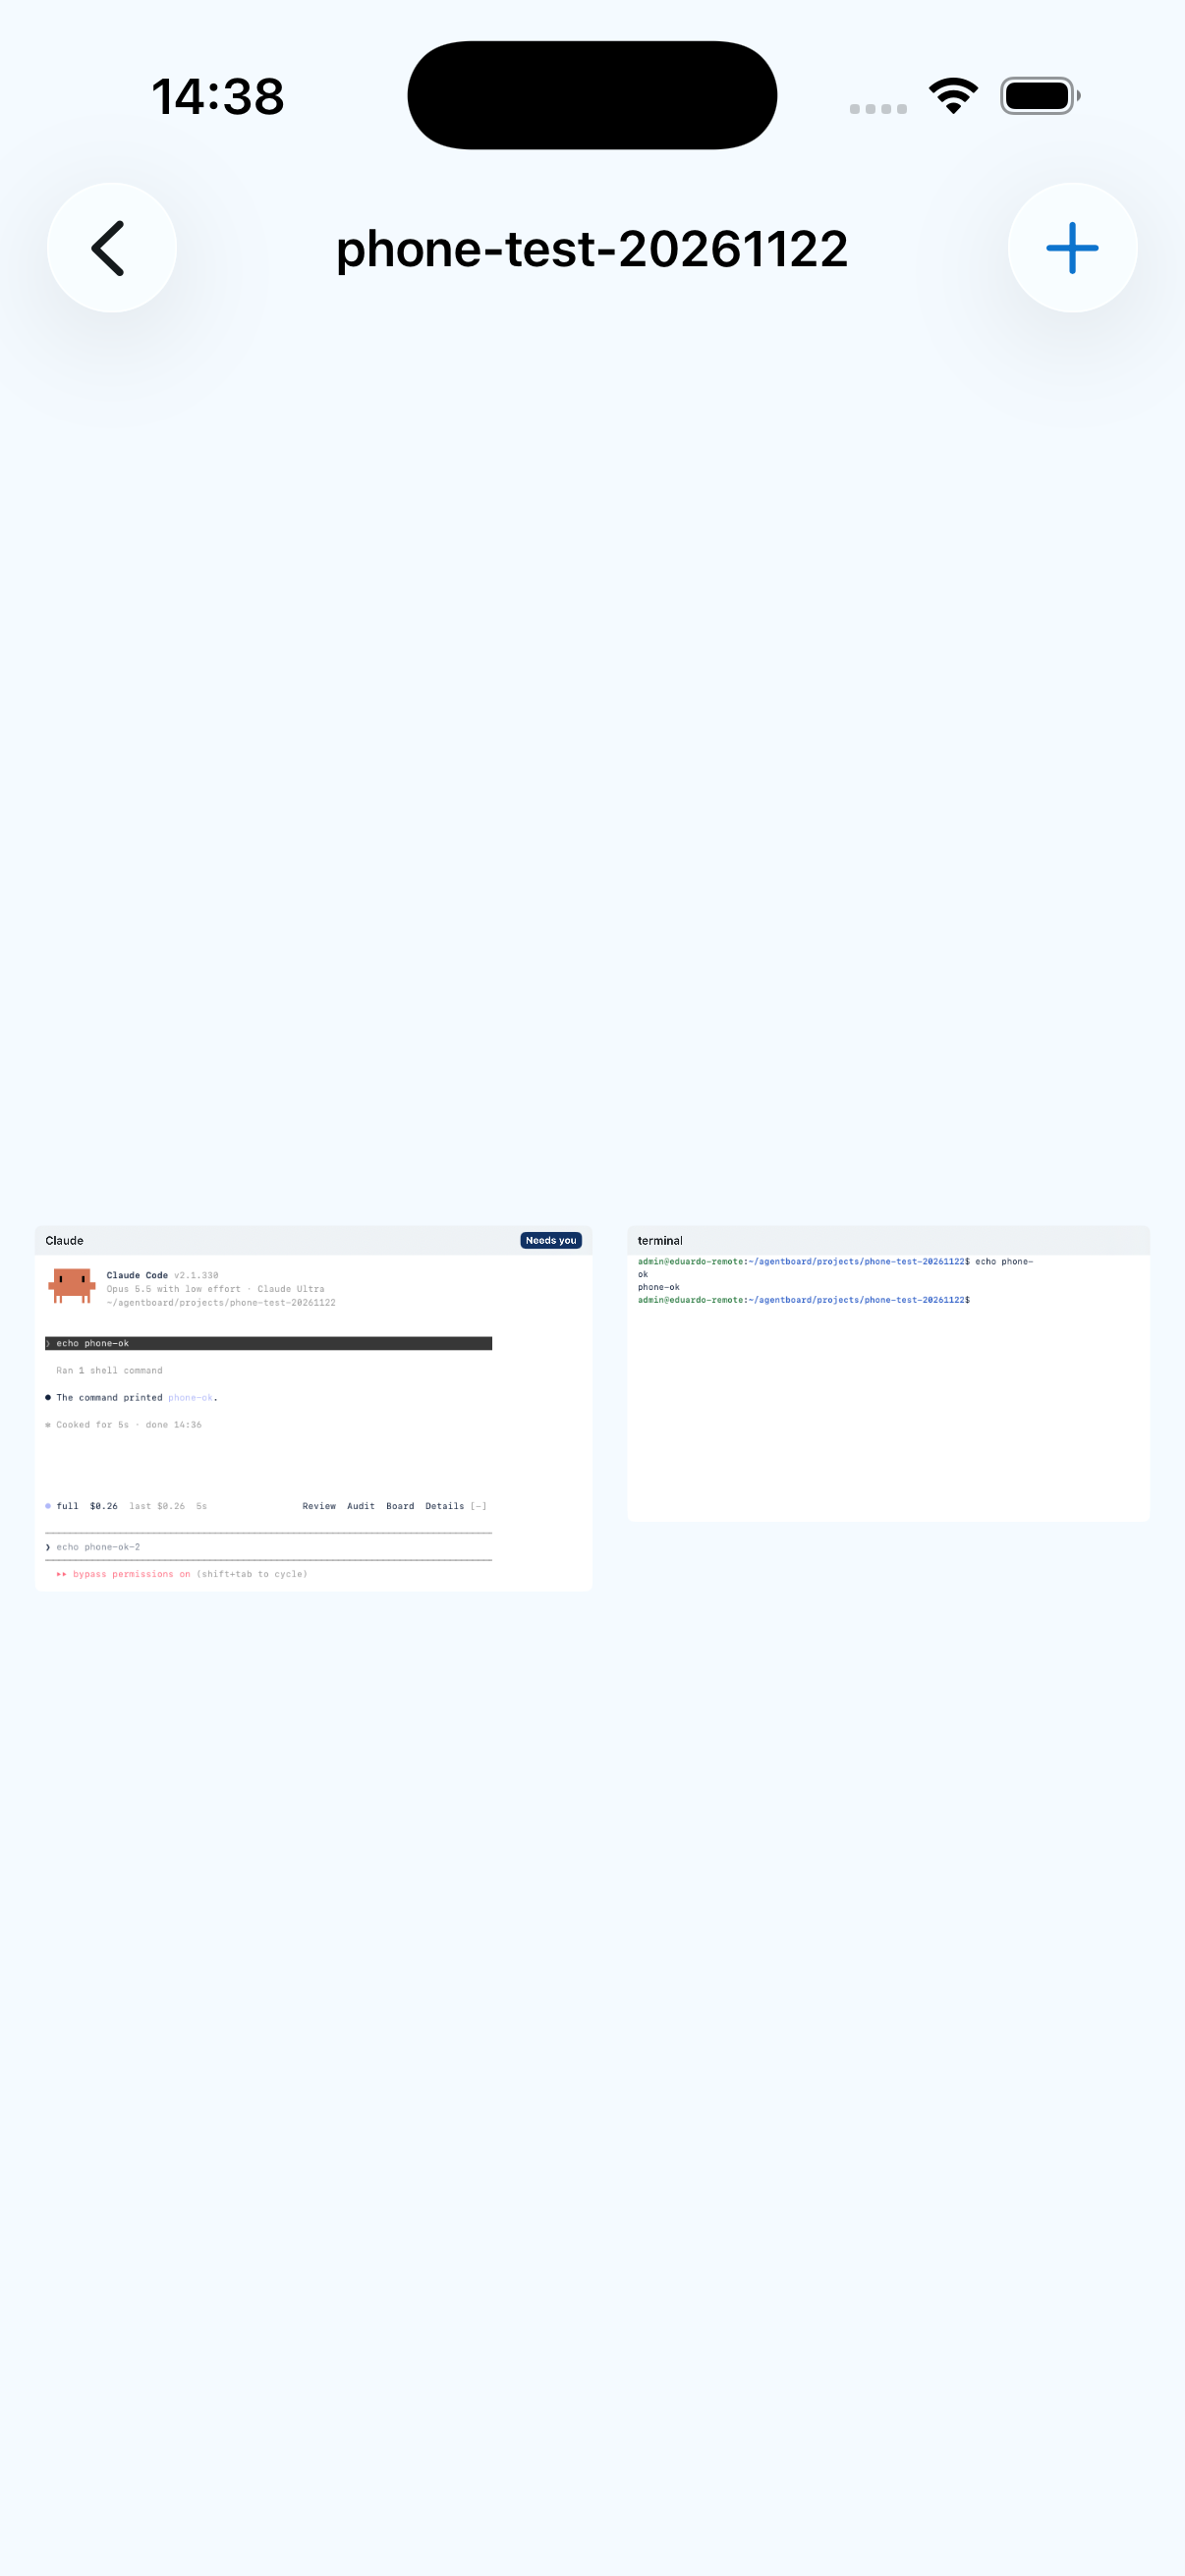 14:38
phone-test-20261122
Claude
Needs you
Claude Code v2.1.330
Opus 5.5 with low effort · Claude Ultra
~/agentboard/projects/phone-test-20261122
❯ echo phone-ok
Ran 1 shell command
● The command printed phone-ok.
✻ Cooked for 5s · done 14:36
full $0.26 last $0.26 5s Review Audit Board Details [-]
❯ echo phone-ok-2
▸▸ bypass permissions on (shift+tab to cycle)
terminal
admin@eduardo-remote:~/agentboard/projects/phone-test-20261122$ echo phone-
ok
phone-ok
admin@eduardo-remote:~/agentboard/projects/phone-test-20261122$